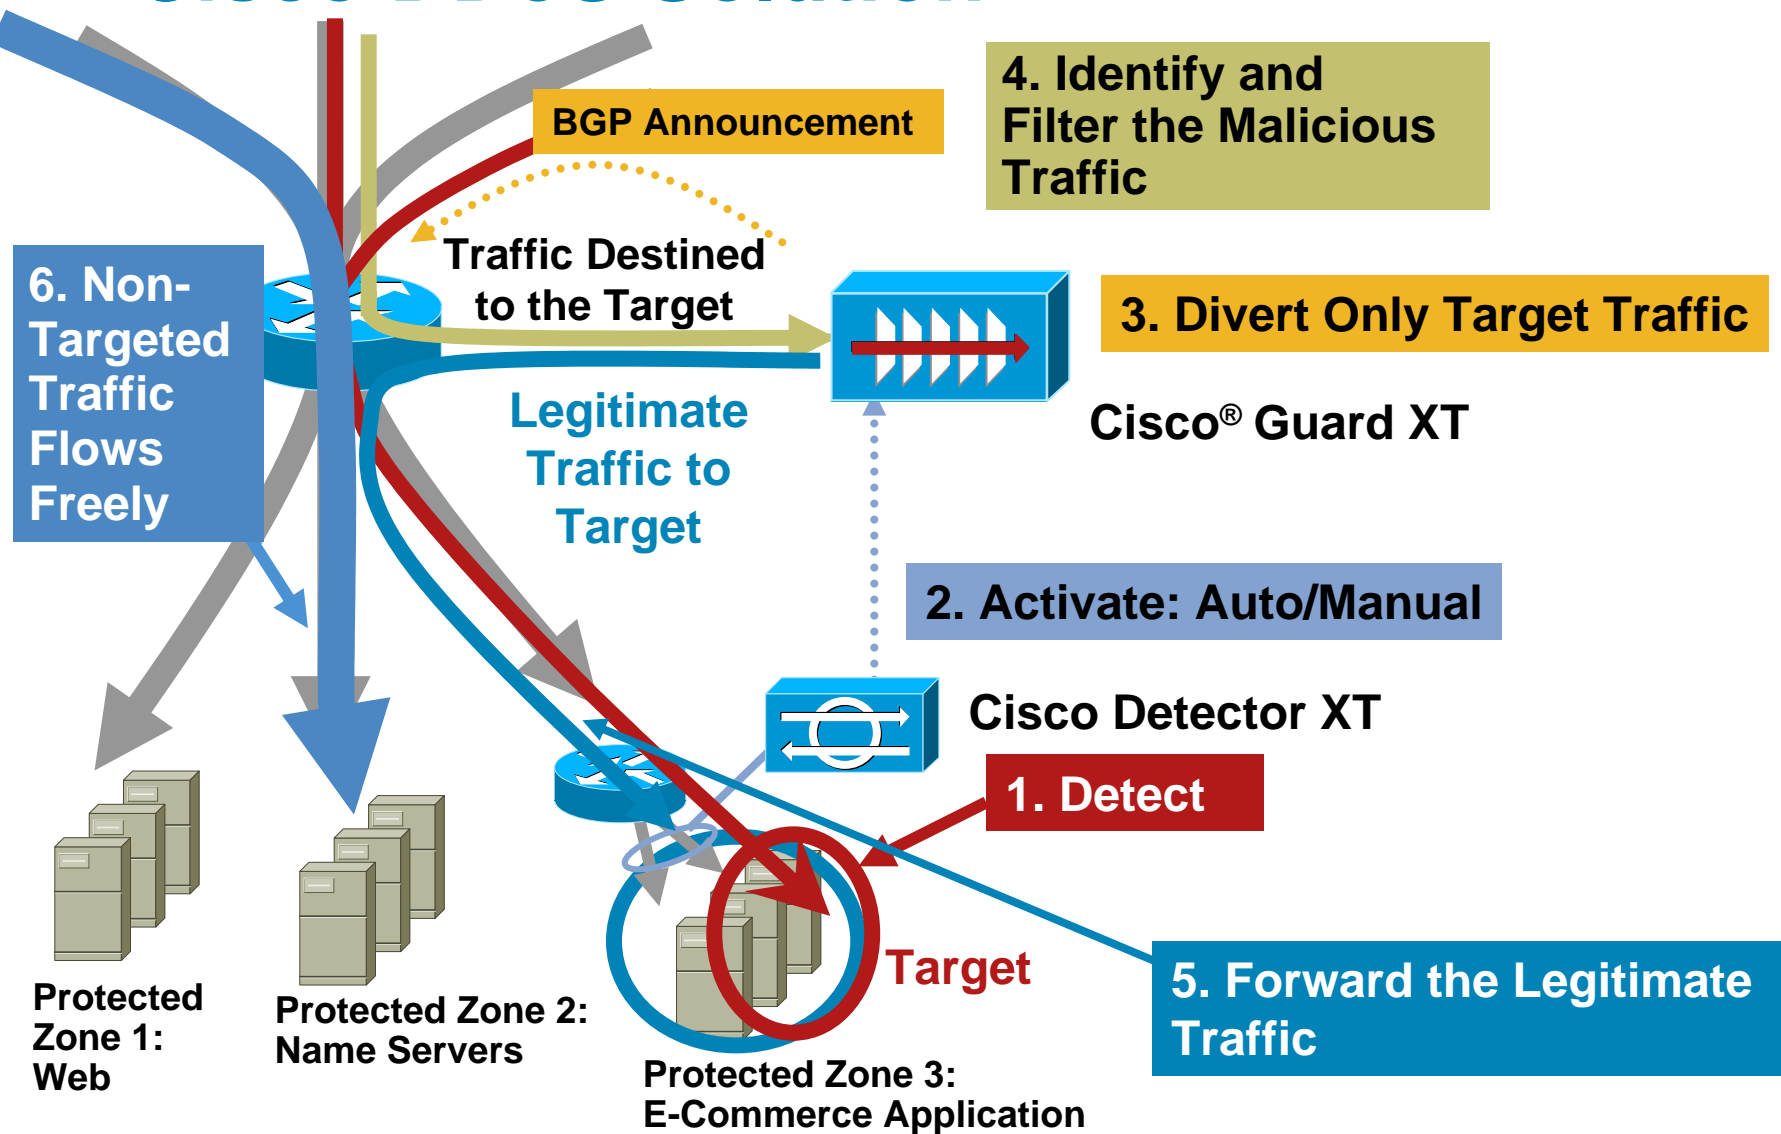 Cisco DDoS Solution
BGP Announcement
4. Identify and
Filter the Malicious
Traffic
Traffic Destined
to the Target
6. Non-
Targeted
Traffic
Flows
Freely
3. Divert Only Target Traffic
Legitimate
Traffic to
Target
Cisco® Guard XT
2. Activate: Auto/Manual
Cisco Detector XT
1. Detect
Target
5. Forward the Legitimate
Traffic
Protected
Zone 1:
Web
Protected Zone 2:
Name Servers
Protected Zone 3:
E-Commerce Application